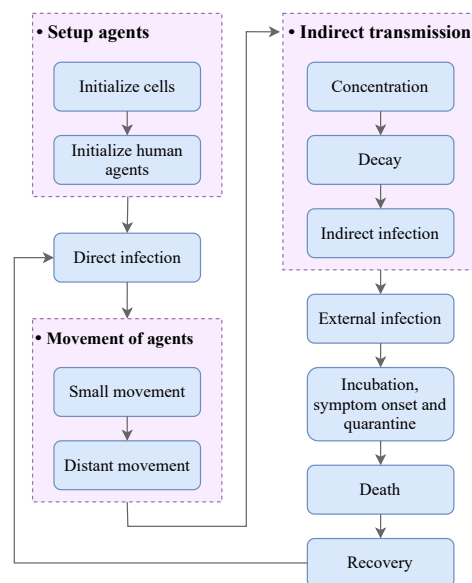 • Setup agents
Initialize cells
Initialize human
agents
Direct infection
• Movement of agents
Small movement
Distant movement
• Indirect transmission
Concentration
Decay
Indirect infection
External infection
Incubation,
symptom onset and
quarantine
Death
Recovery